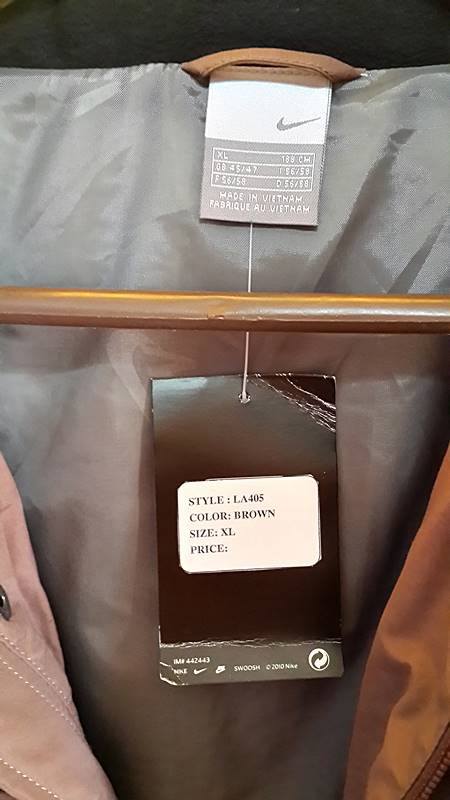 XL 188 CM
GB 45/47 I 56/58
F 56/58 D 56/58
MADE IN VIETNAM
FABRIQUE AU VIETNAM
STYLE : LA405
COLOR: BROWN
SIZE: XL
PRICE:
IM# 442443
NIKE SWOOSH © 2010 Nike